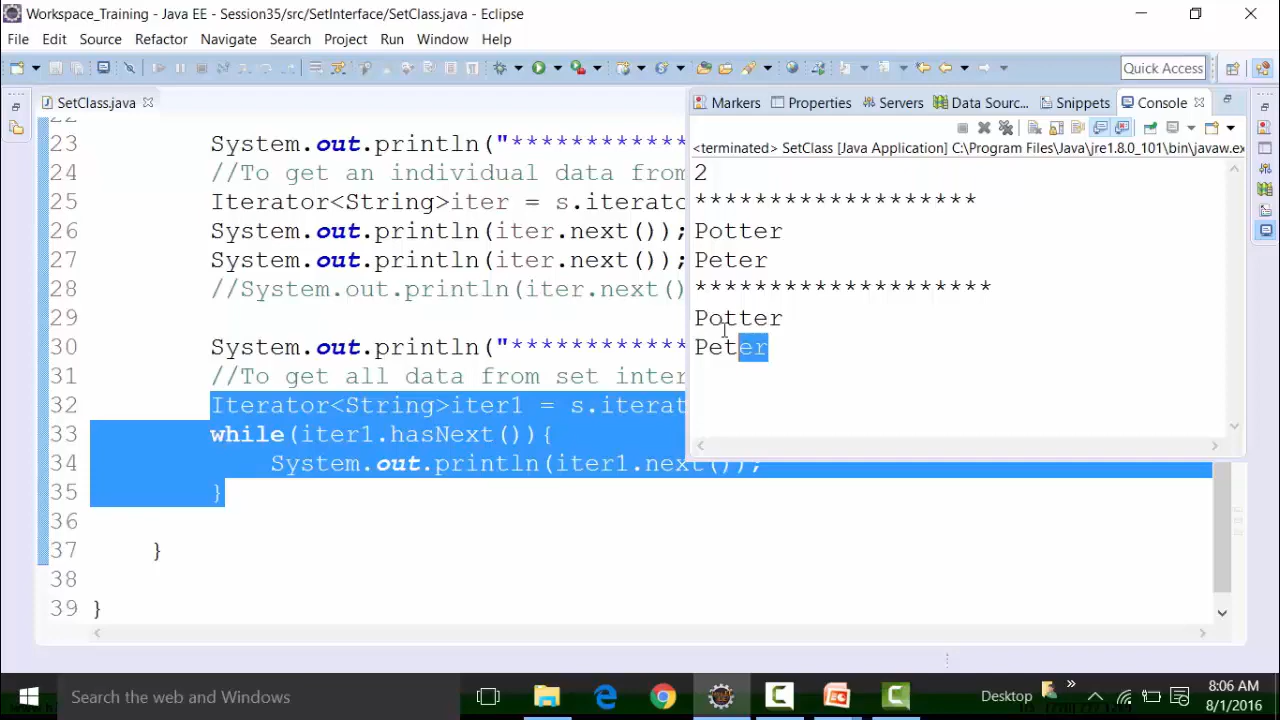 Workspace_Training - Java EE - Session35/src/SetInterface/SetClass.java - Eclipse
File Edit Source Refactor Navigate Search Project Run Window Help
Quick Access
SetClass.java
Markers Properties Servers Data Sourc... Snippets Console
<terminated> SetClass [Java Application] C:\Program Files\Java\jre1.8.0_101\bin\javaw.ex
2
*******************
Potter
Peter
********************
Potter
Peter
22
23 System.out.println("************
24 //To get an individual data from
25 Iterator<String>iter = s.iterato
26 System.out.println(iter.next());
27 System.out.println(iter.next());
28 //System.out.println(iter.next()
29
30 System.out.println("************
31 //To get all data from set inter
32 Iterator<String>iter1 = s.iterat
33 while(iter1.hasNext()){
34 System.out.println(iter1.next());
35 }
36
37 }
38
39 }
Search the web and Windows
Desktop
8:06 AM
8/1/2016